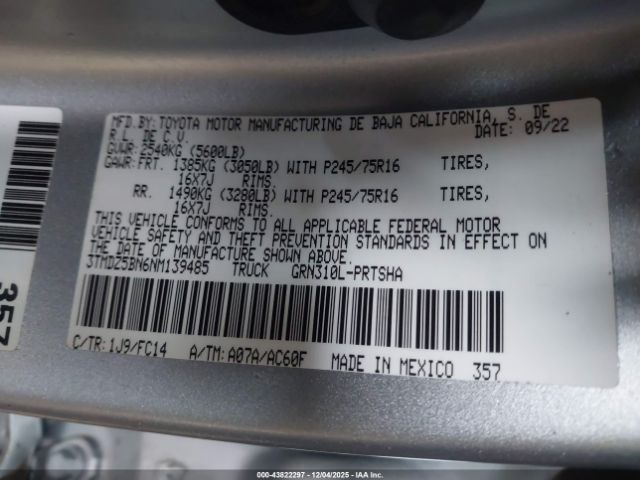 MFD.BY:TOYOTA MOTOR MANUFACTURING DE BAJA CALIFORNIA, S. DE
R.L. DE C.V. DATE: 09/22
GVWR:2540KG (5600LB)
GAWR:FRT. 1385KG (3050LB) WITH P245/75R16 TIRES,
16X7J RIMS.
RR. 1490KG (3280LB) WITH P245/75R16 TIRES,
16X7J RIMS.
THIS VEHICLE CONFORMS TO ALL APPLICABLE FEDERAL MOTOR
VEHICLE SAFETY AND THEFT PREVENTION STANDARDS IN EFFECT ON
THE DATE OF MANUFACTURE SHOWN ABOVE.
3TMDZ5BN6NM139485 TRUCK GRN310L-PRTSHA
C/TR:1J9/FC14 A/TM:A07A/AC60F MADE IN MEXICO 357
357
000-43822297 - 12/04/2025 - IAA Inc.